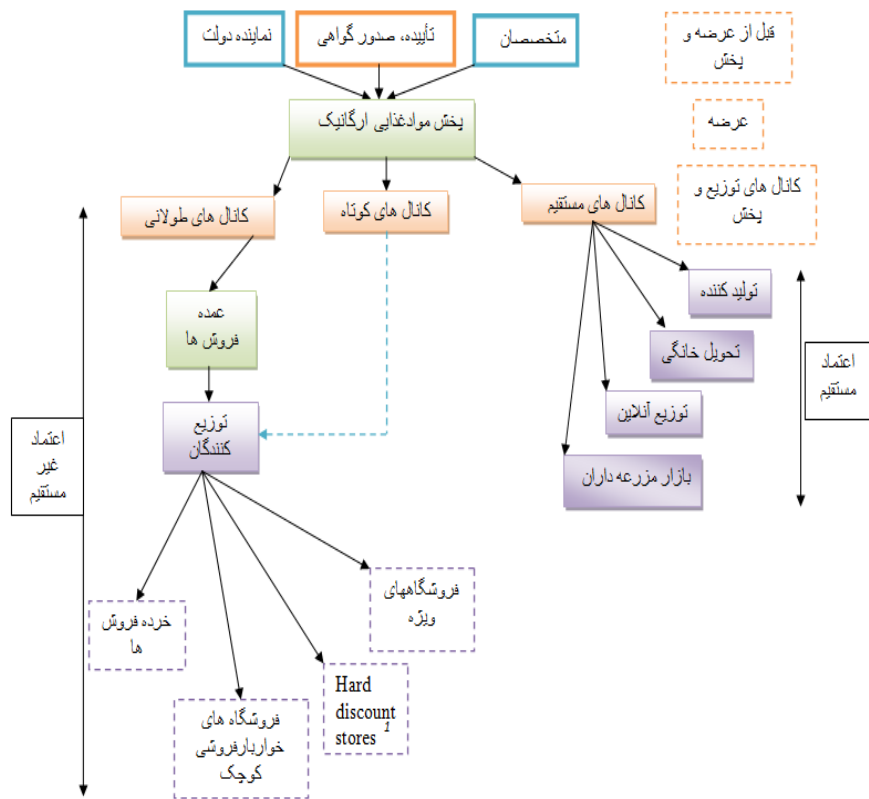 متخصصان
تأییده، صدور گواهی
نماینده دولت
قبل از عرضه و
پخش
پخش موادغذایی ارگانیک
عرضه
کانال های توزیع و
پخش
کانال های مستقیم
کانال های کوتاه
کانال های طولانی
تولید کننده
تحویل خانگی
توزیع آنلاین
بازار مزرعه داران
اعتماد
مستقیم
عمده
فروش ها
توزیع
کنندگان
اعتماد
غیر
مستقیم
فروشگاههای
ویژه
Hard
discount
stores 1
فروشگاه های
خواربارفروشی
کوچک
خرده فروش
ها